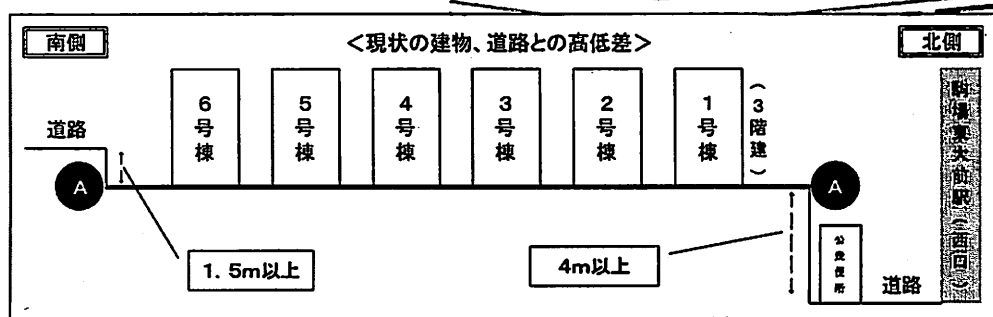 南側
<現状の建物、道路との高低差>
北側
道路
6号棟
5号棟
4号棟
3号棟
2号棟
1号棟
(3階建)
駒場東大前駅(西口)
A
A
1.5m以上
4m以上
公衆便所
道路